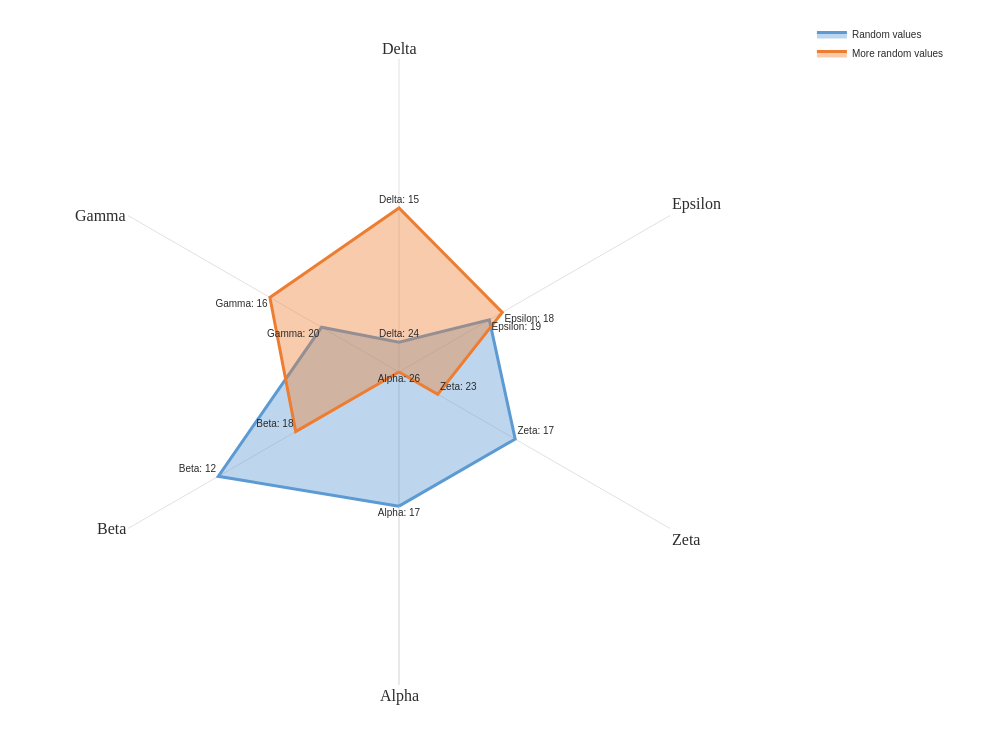 Delta
Random values
More random values
Delta: 15
Epsilon
Gamma
Gamma: 16
Epsilon: 18
Epsilon: 19
Gamma: 20
Delta: 24
Alpha: 26
Zeta: 23
Beta: 18
Zeta: 17
Beta: 12
Alpha: 17
Beta
Zeta
Alpha